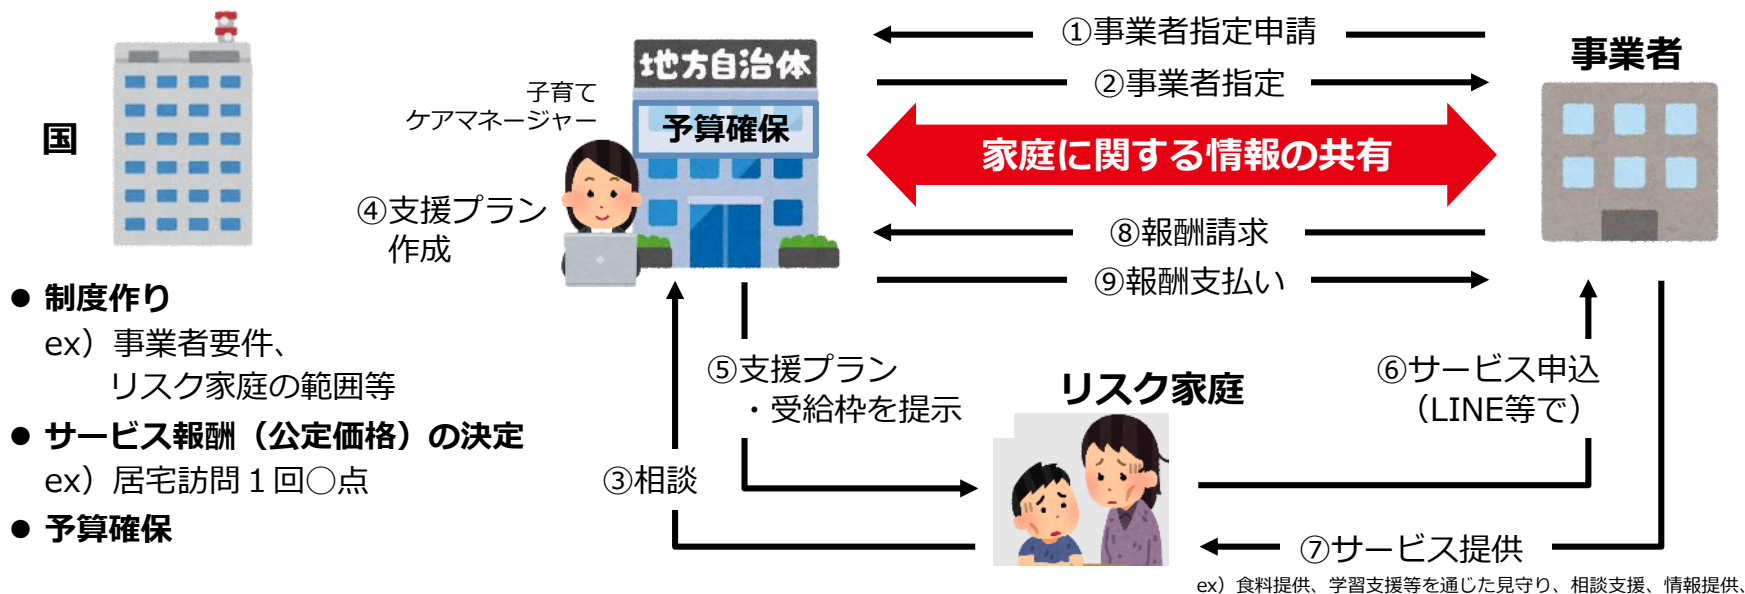 国
● 制度作り
ex）事業者要件、
リスク家庭の範囲等
● サービス報酬（公定価格）の決定
ex）居宅訪問１回○点
● 予算確保
地方自治体
予算確保
子育て
ケアマネージャー
④支援プラン
作成
①事業者指定申請
②事業者指定
家庭に関する情報の共有
⑧報酬請求
⑨報酬支払い
事業者
③相談
⑤支援プラン
・受給枠を提示
リスク家庭
⑥サービス申込
（LINE等で）
⑦サービス提供
ex）食料提供、学習支援等を通じた見守り、相談支援、情報提供、